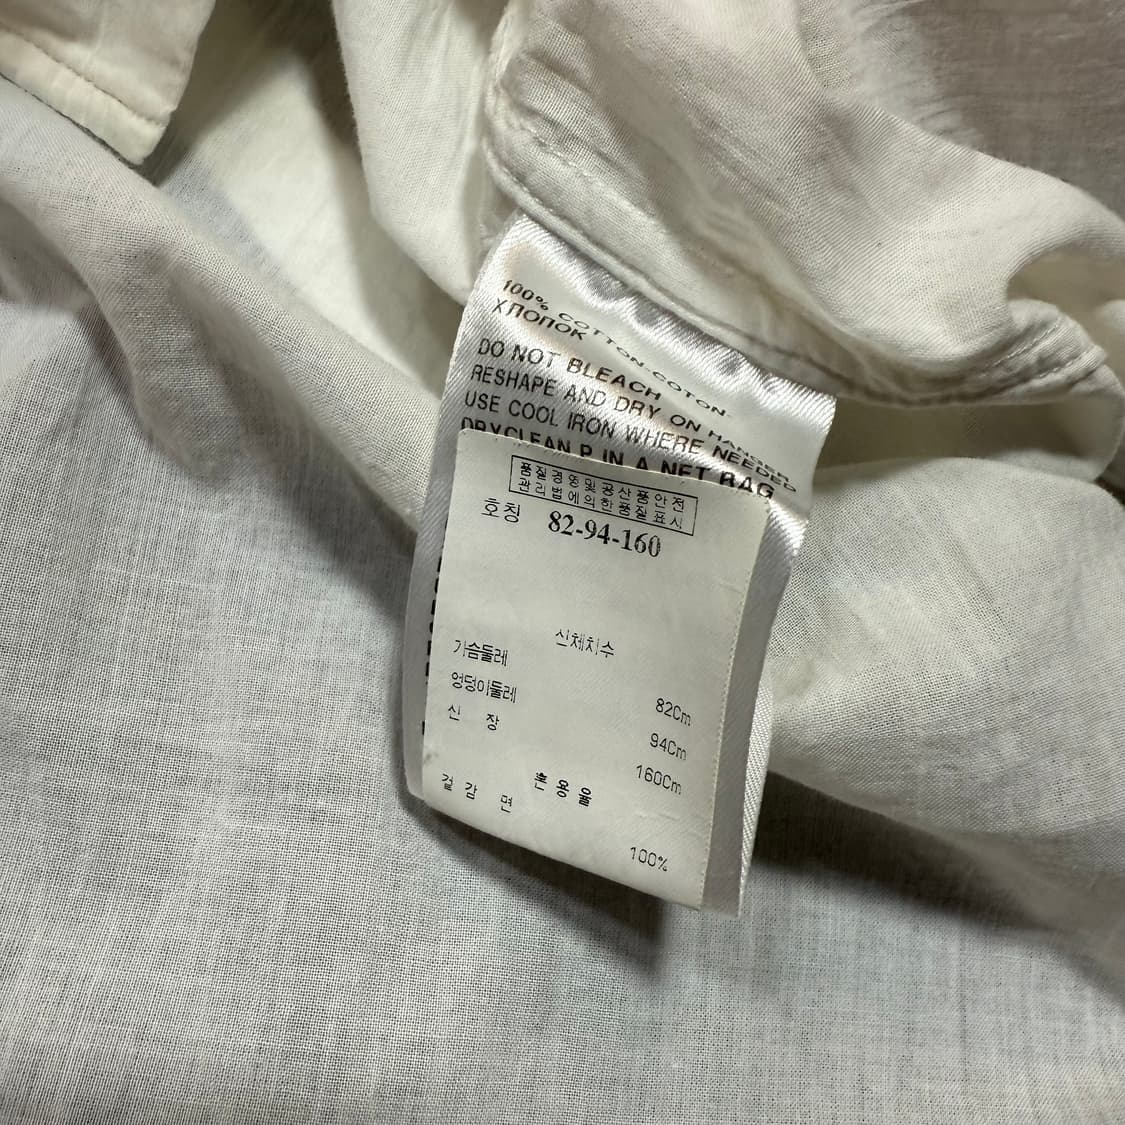 100% COTTON-COTON-
ХЛОПОК
DO NOT BLEACH
RESHAPE AND DRY ON HANGER
USE COOL IRON WHERE NEEDED
DRYCLEAN P IN A NET BAG
품질경영및공산품안전
관리법에의한품질표시
호칭 82-94-160
신체치수
가슴둘레 82Cm
엉덩이둘레 94Cm
신 장 160Cm
혼용율
겉감 면 100%